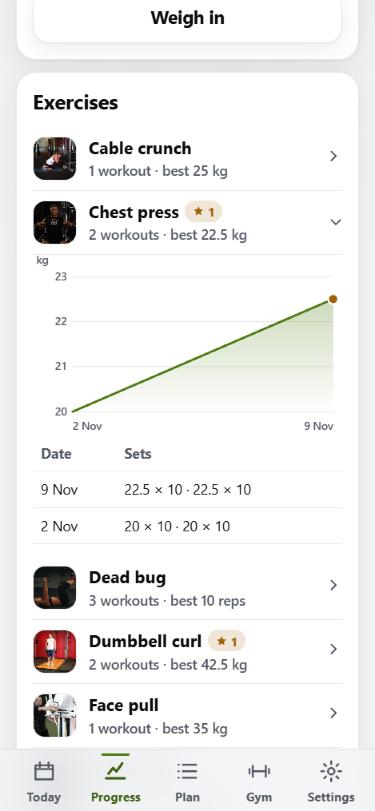 Weigh in
Exercises
Cable crunch
1 workout · best 25 kg
Chest press ★ 1
2 workouts · best 22.5 kg
kg
23
22
21
20
2 Nov 9 Nov
Date Sets
9 Nov 22.5 × 10 · 22.5 × 10
2 Nov 20 × 10 · 20 × 10
Dead bug
3 workouts · best 10 reps
Dumbbell curl ★ 1
2 workouts · best 42.5 kg
Face pull
1 workout · best 35 kg
Today Progress Plan Gym Settings